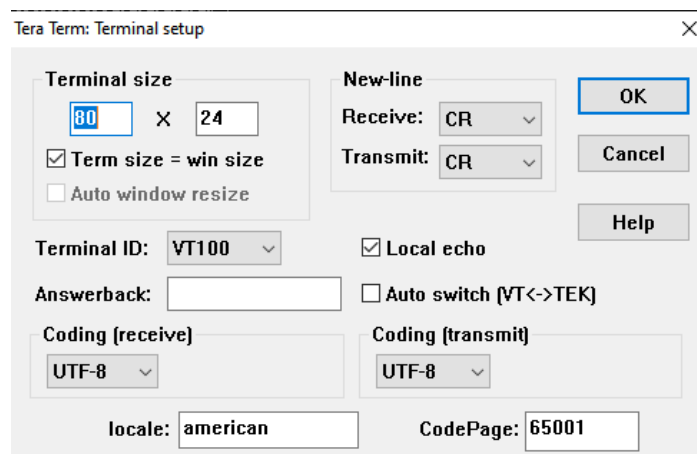 Tera Term: Terminal setup
Terminal size
80 X 24
Term size = win size
Auto window resize
New-line
Receive: CR
Transmit: CR
OK
Cancel
Help
Terminal ID: VT100
Local echo
Answerback:
Auto switch (VT<->TEK)
Coding (receive)
UTF-8
Coding (transmit)
UTF-8
locale: american
CodePage: 65001